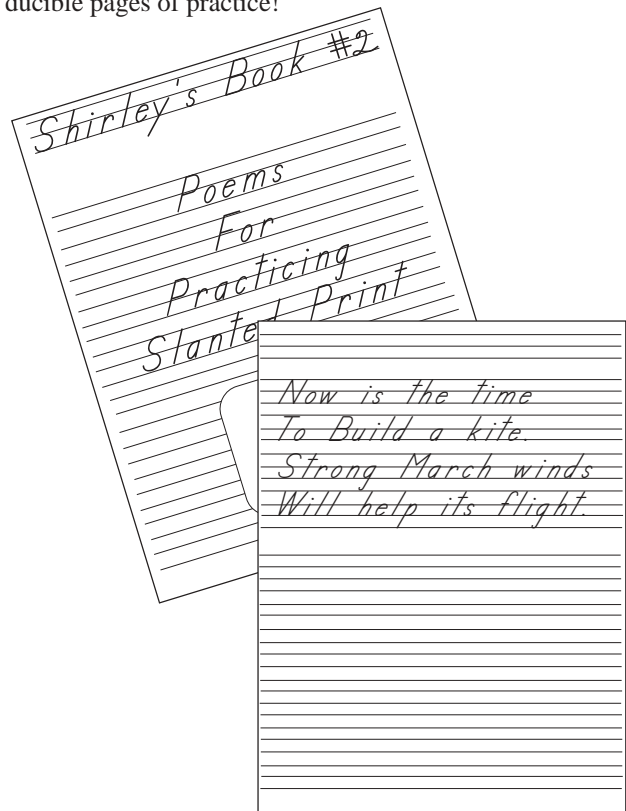 ducible pages of practice!
Shirley's Book #2
Poems
For
Practicing
Slanted Print
Now is the time
To Build a kite.
Strong March winds
Will help its flight.